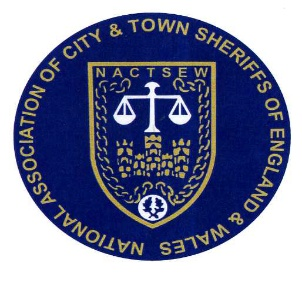 NATIONAL ASSOCIATION OF CITY & TOWN SHERIFFS OF ENGLAND & WALES
NACTSEW